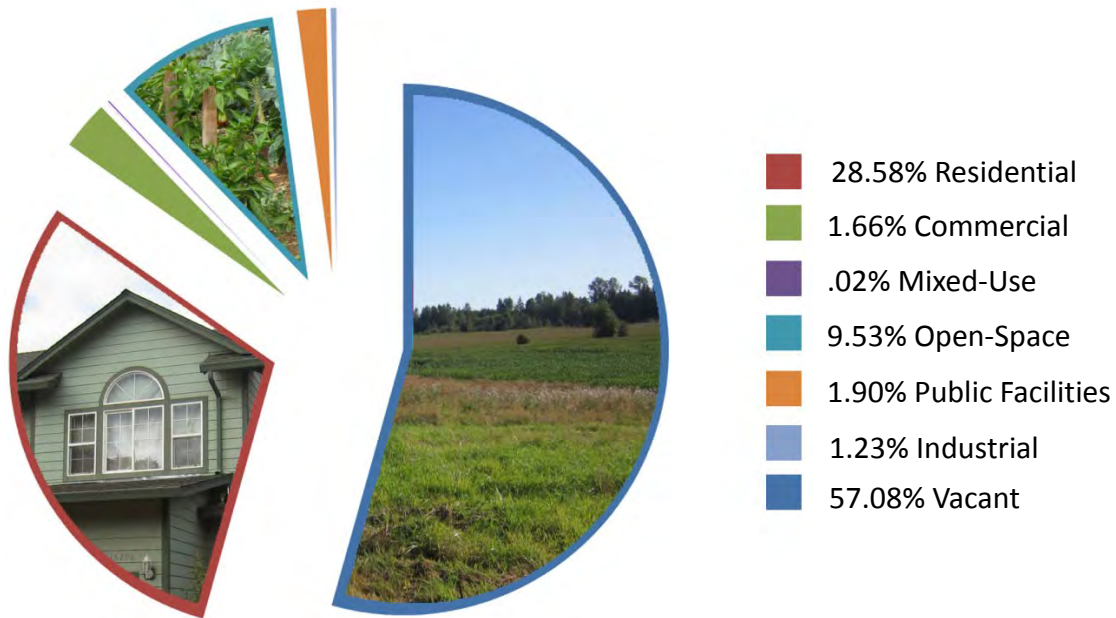 28.58% Residential
1.66% Commercial
.02% Mixed-Use
9.53% Open-Space
1.90% Public Facilities
1.23% Industrial
57.08% Vacant